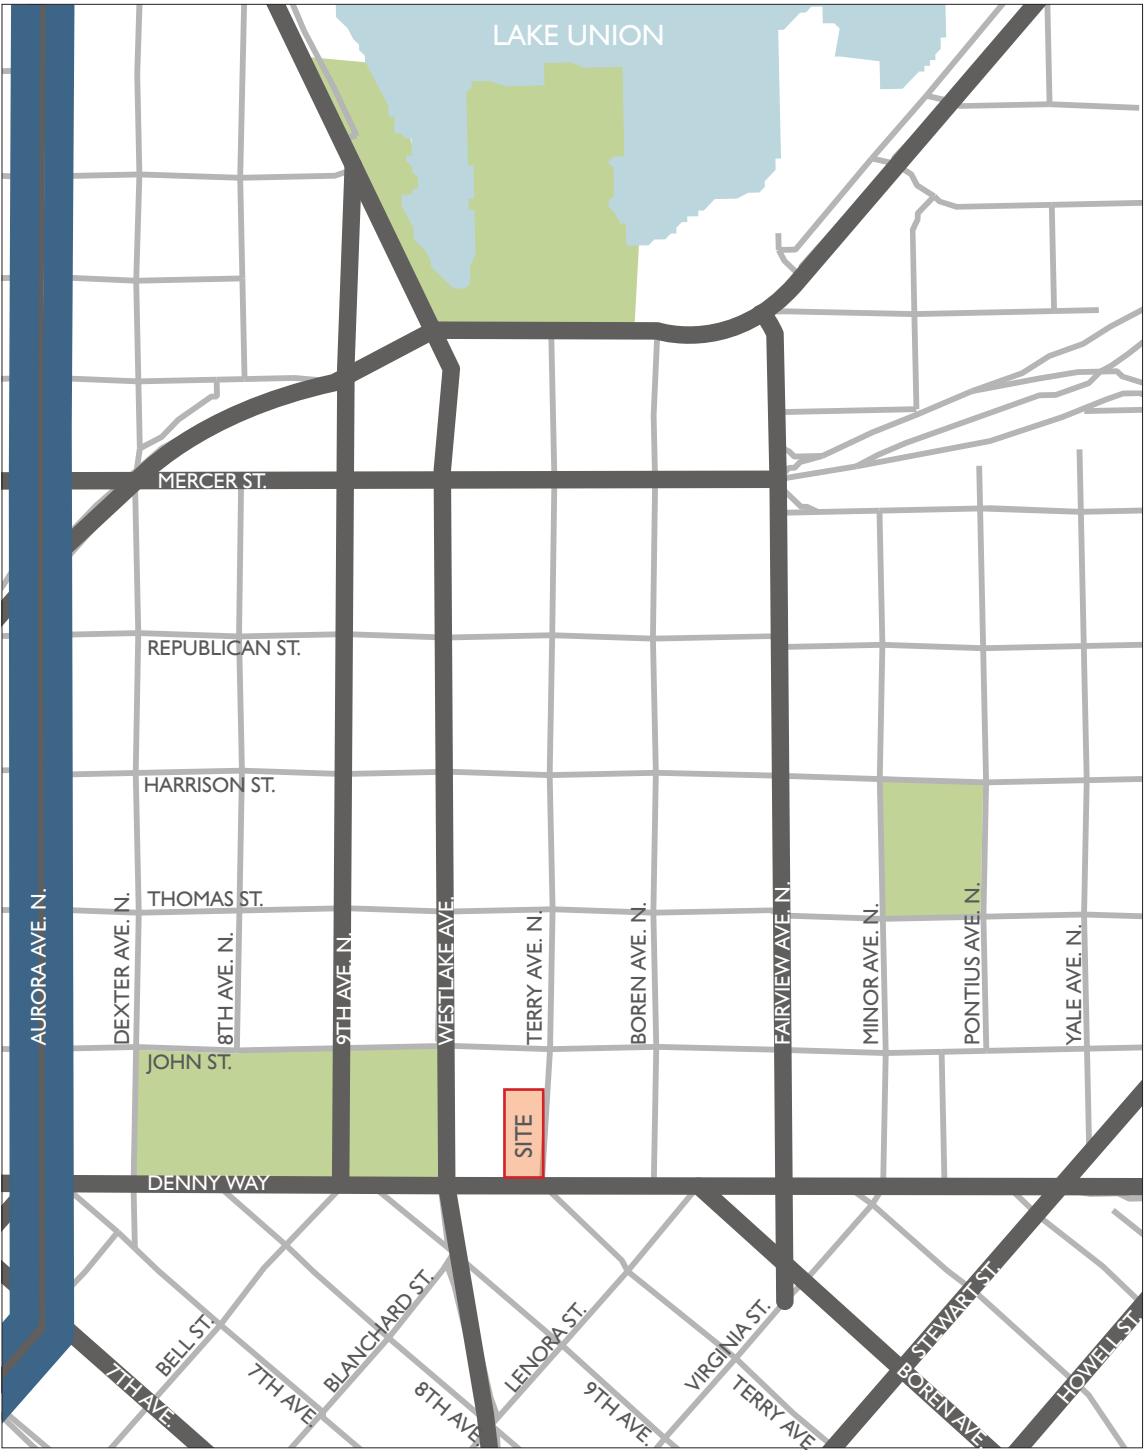 LAKE UNION
MERCER ST.
REPUBLICAN ST.
HARRISON ST.
THOMAS ST.
AURORA AVE. N.
DEXTER AVE. N.
8TH AVE. N.
9TH AVE. N.
WESTLAKE AVE.
TERRY AVE. N.
BOREN AVE. N.
FAIRVIEW AVE. N.
MINOR AVE. N.
PONTIUS AVE. N.
YALE AVE. N.
JOHN ST.
SITE
DENNY WAY
BELL ST.
BLANCHARD ST.
LENORA ST.
VIRGINIA ST.
STEWART ST.
HOWELL ST.
7TH AVE.
7TH AVE.
8TH AVE.
9TH AVE.
TERRY AVE.
BOREN AVE.